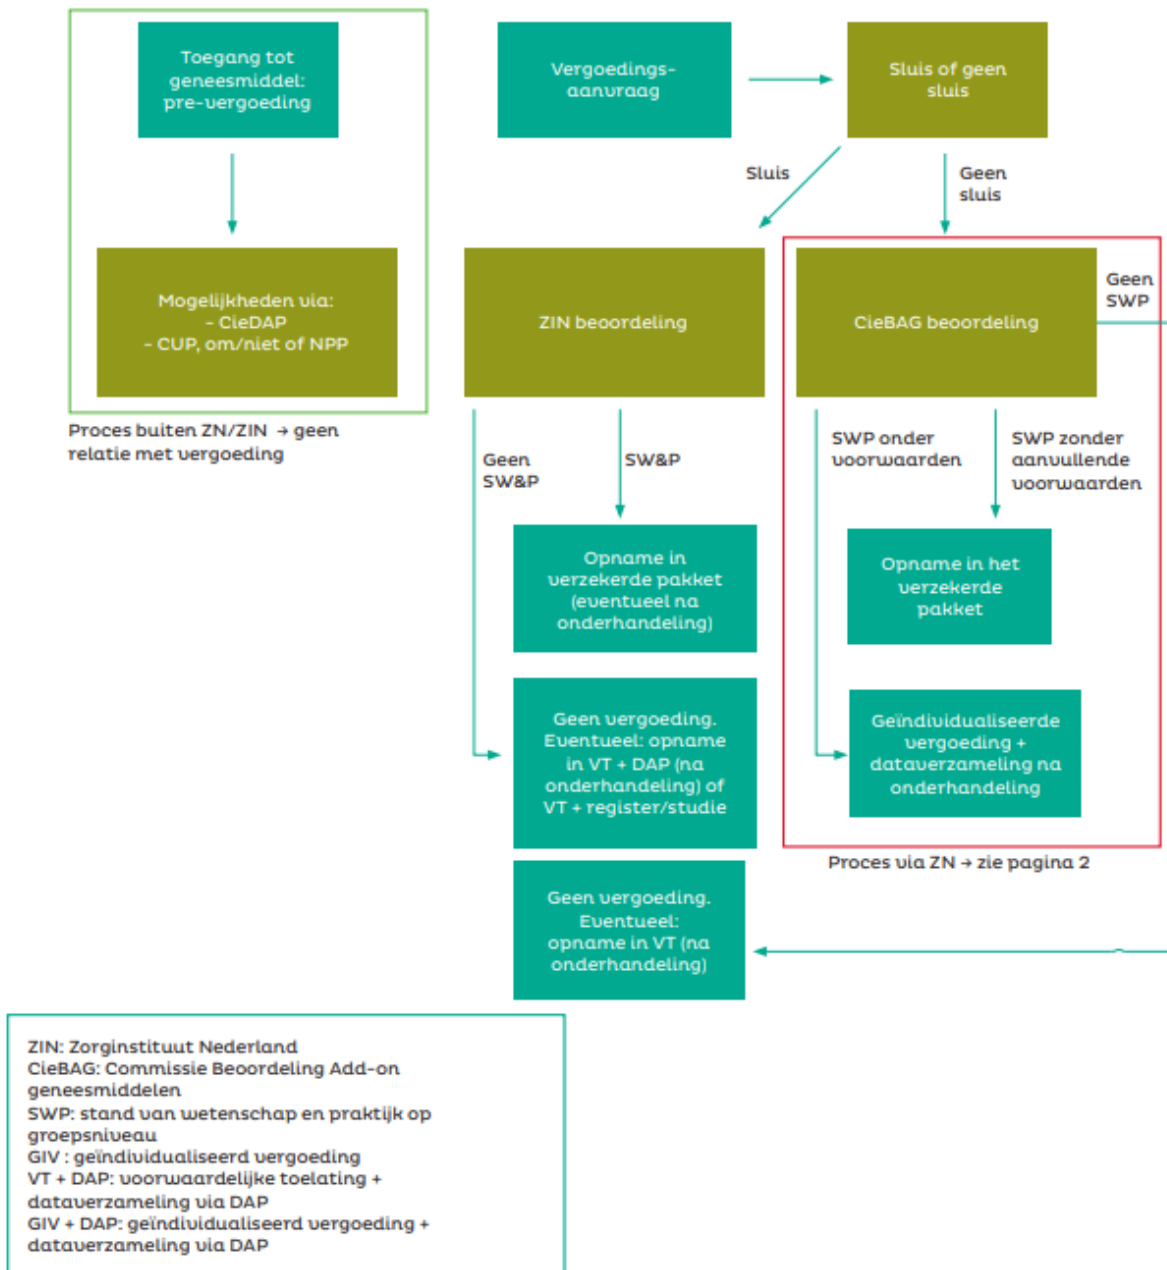 Toegang tot
geneesmiddel:
pre-vergoeding
Vergoedings-
aanvraag
Sluis of geen
sluis
Sluis
Geen
sluis
Mogelijkheden via:
- CieDAP
- CUP, om/niet of NPP
ZIN beoordeling
CieBAG beoordeling
Geen
SWP
Proces buiten ZN/ZIN → geen
relatie met vergoeding
Geen
SW&P
SW&P
SWP onder
voorwaarden
SWP zonder
aanvullende
voorwaarden
Opname in
verzekerde pakket
(eventueel na
onderhandeling)
Opname in het
verzekerde
pakket
Geen vergoeding.
Eventueel: opname
in VT + DAP (na
onderhandeling) of
VT + register/studie
Geïndividualiseerde
vergoeding +
dataverzameling na
onderhandeling
Proces via ZN → zie pagina 2
Geen vergoeding.
Eventueel:
opname in VT (na
onderhandeling)
ZIN: Zorginstituut Nederland
CieBAG: Commissie Beoordeling Add-on
geneesmiddelen
SWP: stand van wetenschap en praktijk op
groepsniveau
GIV : geïndividualiseerd vergoeding
VT + DAP: voorwaardelijke toelating +
dataverzameling via DAP
GIV + DAP: geïndividualiseerd vergoeding +
dataverzameling via DAP